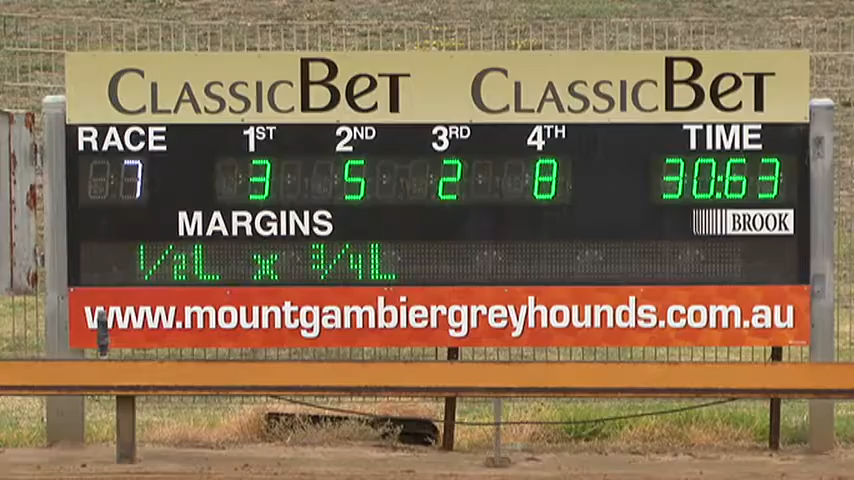 CLASSICBET CLASSICBET
RACE 1ST 2ND 3RD 4TH TIME
7 3 5 2 8 30:63
MARGINS BROOK
1/2L x 3/4L
www.mountgambiergreyhounds.com.au